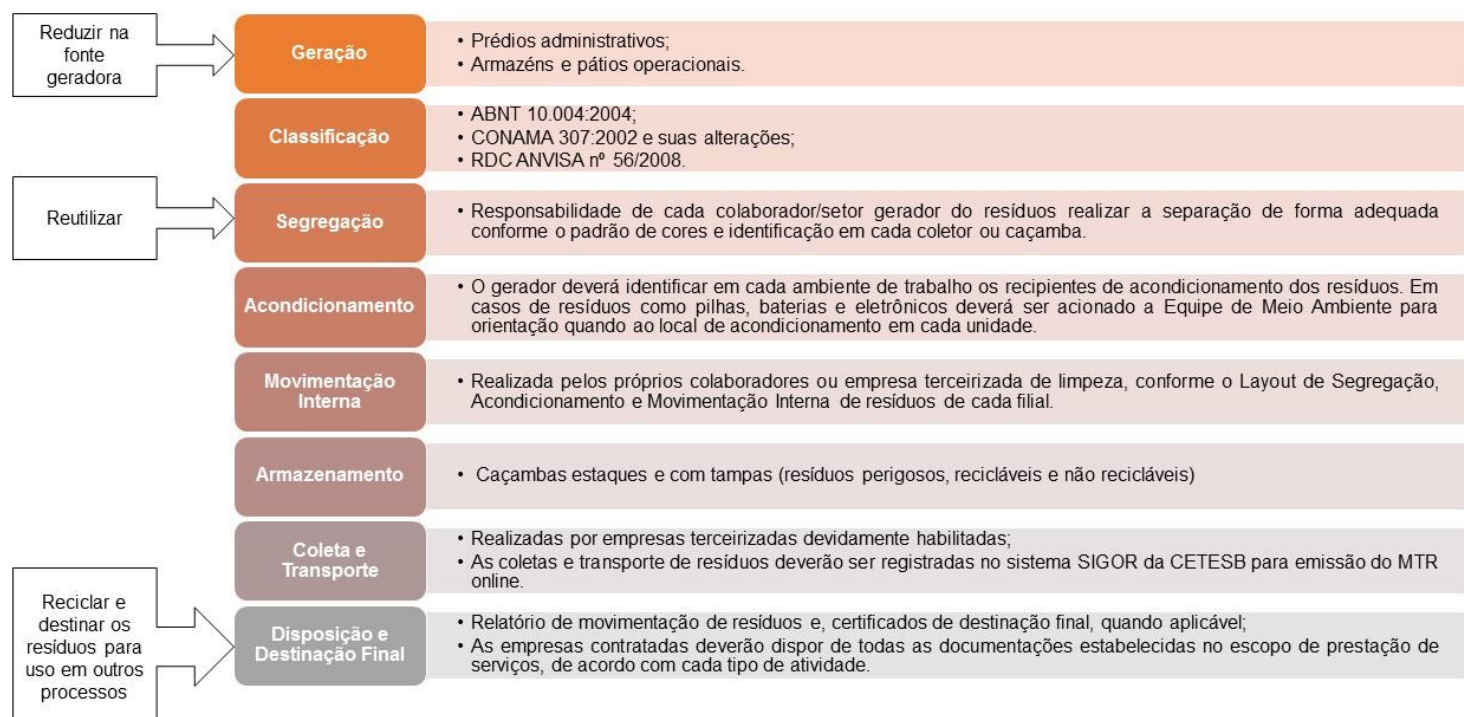 Reduzir na
fonte
geradora
Geração
• Prédios administrativos;
• Armazéns e pátios operacionais.
Classificação
• ABNT 10.004:2004;
• CONAMA 307:2002 e suas alterações;
• RDC ANVISA nº 56/2008.
Reutilizar
Segregação
• Responsabilidade de cada colaborador/setor gerador do resíduos realizar a separação de forma adequada
conforme o padrão de cores e identificação em cada coletor ou caçamba.
Acondicionamento
• O gerador deverá identificar em cada ambiente de trabalho os recipientes de acondicionamento dos resíduos. Em
casos de resíduos como pilhas, baterias e eletrônicos deverá ser acionado a Equipe de Meio Ambiente para
orientação quando ao local de acondicionamento em cada unidade.
Movimentação
Interna
• Realizada pelos próprios colaboradores ou empresa terceirizada de limpeza, conforme o Layout de Segregação,
Acondicionamento e Movimentação Interna de resíduos de cada filial.
Armazenamento
• Caçambas estaques e com tampas (resíduos perigosos, recicláveis e não recicláveis)
Coleta e
Transporte
• Realizadas por empresas terceirizadas devidamente habilitadas;
• As coletas e transporte de resíduos deverão ser registradas no sistema SIGOR da CETESB para emissão do MTR
online.
Reciclar e
destinar os
resíduos para
uso em outros
processos
Disposição e
Destinação Final
• Relatório de movimentação de resíduos e, certificados de destinação final, quando aplicável;
• As empresas contratadas deverão dispor de todas as documentações estabelecidas no escopo de prestação de
serviços, de acordo com cada tipo de atividade.